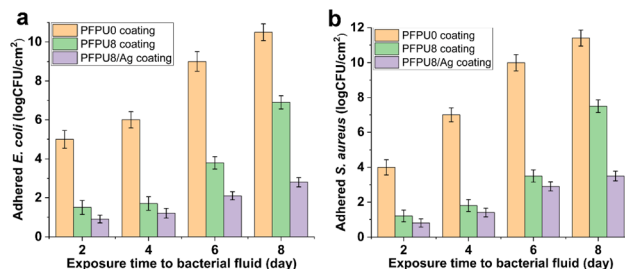 a
Adhered E. coli (logCFU/cm²)
10
8
6
4
2
0
PFPU0 coating
PFPU8 coating
PFPU8/Ag coating
2 4 6 8
Exposure time to bacterial fluid (day)
b
Adhered S. aureus (logCFU/cm²)
12
10
8
6
4
2
0
PFPU0 coating
PFPU8 coating
PFPU8/Ag coating
2 4 6 8
Exposure time to bacterial fluid (day)